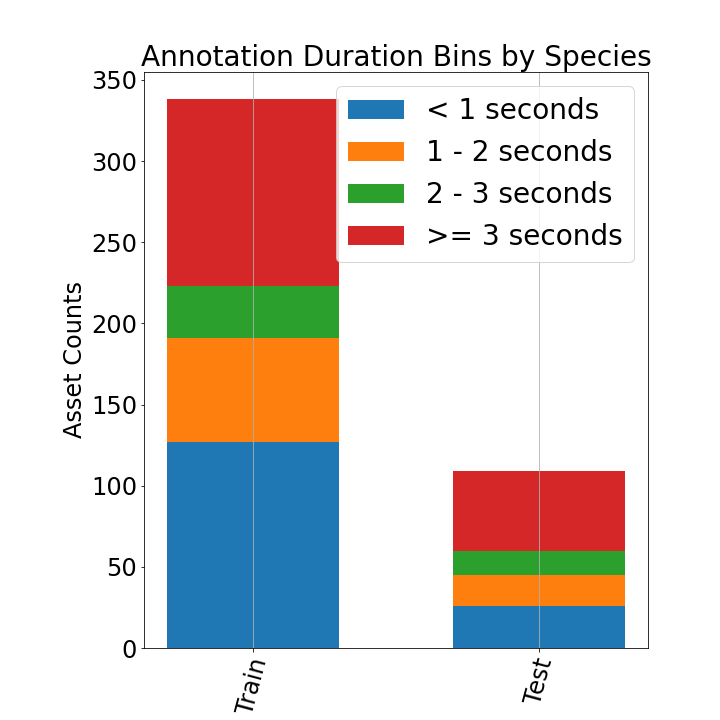 Annotation Duration Bins by Species
350
300
250
200
150
100
50
0
Asset Counts
< 1 seconds
1 - 2 seconds
2 - 3 seconds
>= 3 seconds
Train
Test